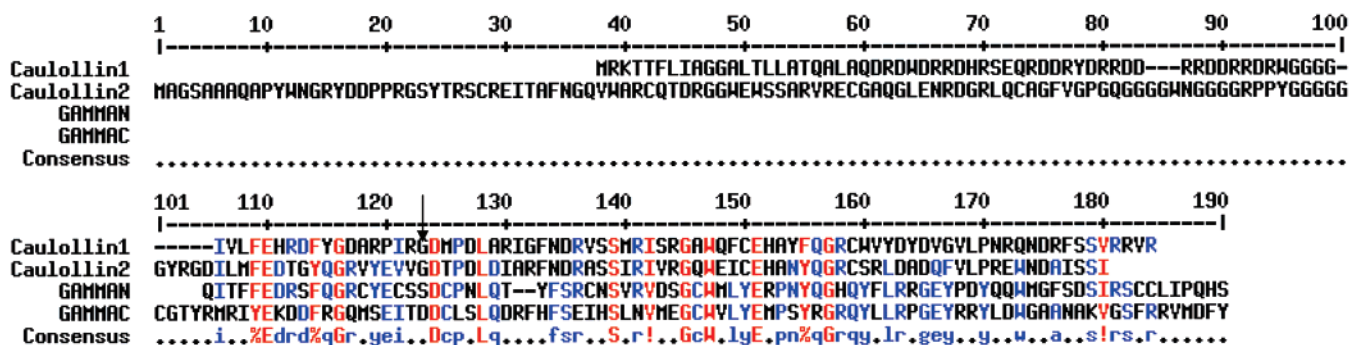 1 10 20 30 40 50 60 70 80 90 100
|---------+---------+---------+---------+---------+---------+---------+---------+---------+---------|
Caulollin1 MRKTTFLIAGGALTLLATQALAQDRDWDRRDHRSEQRDDRYDRRDD---RRDDRRDRWGGGG-
Caulollin2 MAGSAAAQAPYWNGRYDDPPRGSYTRSCREITAFNGQVWARCQTDRGGWEWSSARVRECGAQGLENRDGRLQCAGFVGPGQGGGGWNGGGGRPPYGGGGG
GAMMAN
GAMMAC
Consensus ....................................................................................................
101 110 120 130 140 150 160 170 180 190
|---------+---------+---------+---------+---------+---------+---------+---------+---------|
Caulollin1 -----IVLFEHRDFYGDARPIRGDMPDLARIGFNDRVSSMRISRGAWQFCEHAYFQGRCWVYDYDVGVLPNRQNDRFSSVRRVR
Caulollin2 GYRGDILMFEDTGYQGRVYEVVGDTPDLDIARFNDRASSIRIVRGQWEICEHANYQGRCSRLDADQFVLPREWNDAISSI
GAMMAN QITFFEDRSFQGRCYECSSDCPNLQT--YFSRCNSVRVDSGCWMLYERPNYQGHQYFLRRGEYPDYQQWMGFSDSIRSCCLIPQHS
GAMMAC CGTYRMRIYEKDDFRGQMSEITDDCLSLQDRFHFSEIHSLNVMEGCWVLYEMPSYRGRQYLLRPGEYRRYLDWGAANAKVGSFRRVMDFY
Consensus .....i..%Edrd%qGr.yei..Dcp.Lq....fsr..S.r!..GcW.lyE.pn%qGrqy.lr.gey..y..w..a..s!rs.r......